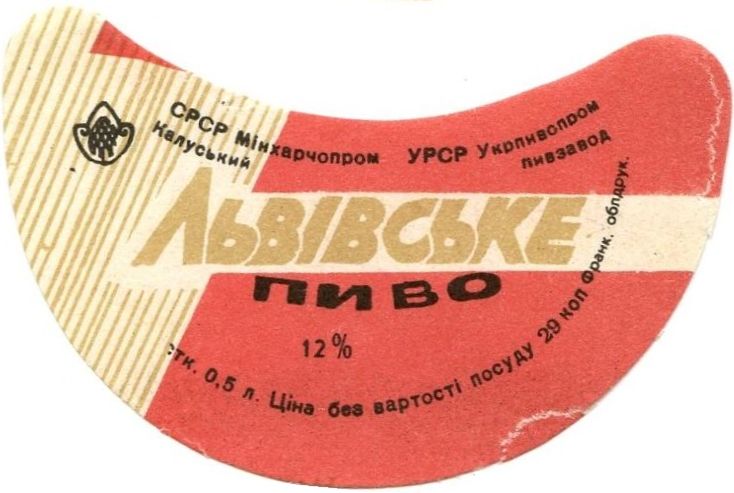 СРСР Мінхарчопром УРСР Укрпивопром
Калуський пивзавод
ЛЬВІВСЬКЕ
ПИВО
12%
0,5 л. Ціна без вартості посуду 29 коп Франк. облдрук.